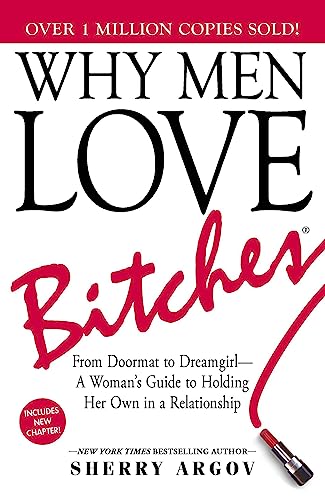 OVER 1 MILLION COPIES SOLD!
WHY MEN
LOVE
Bitches®
From Doormat to Dreamgirl—
A Woman's Guide to Holding
Her Own in a Relationship
INCLUDES
NEW
CHAPTER!
—NEW YORK TIMES BESTSELLING AUTHOR—
SHERRY ARGOV